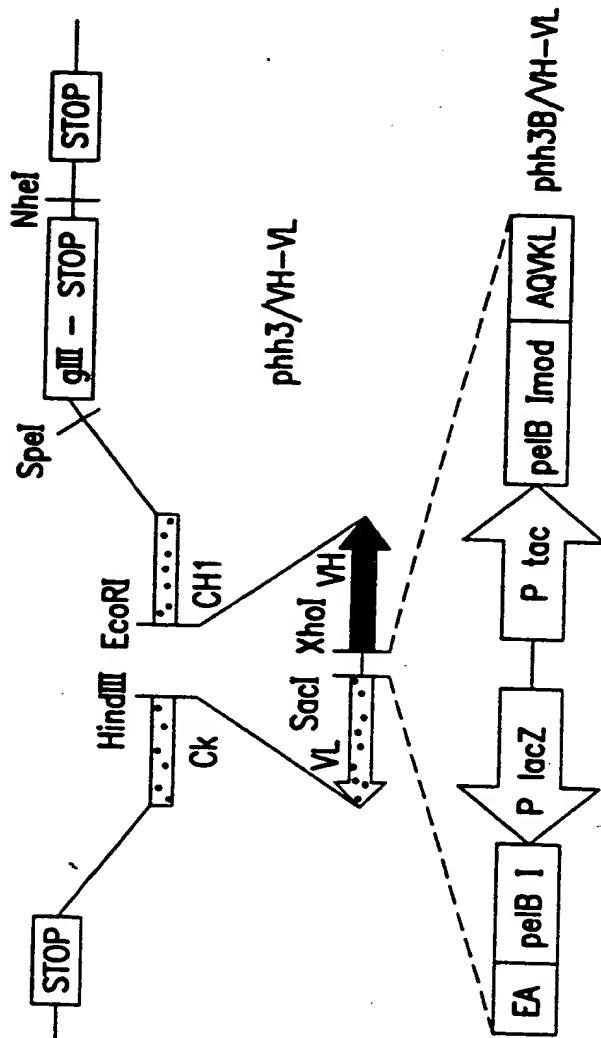 STOP
gIII – STOP
NheI
STOP
SpeI
HindIII
EcoRI
Ck
CH1
phh3/VH–VL
SacI
XhoI
VL
VH
EA
pelB I
P lacZ
P tac
pelB Imod
AQVKL
phh3B/VH–VL